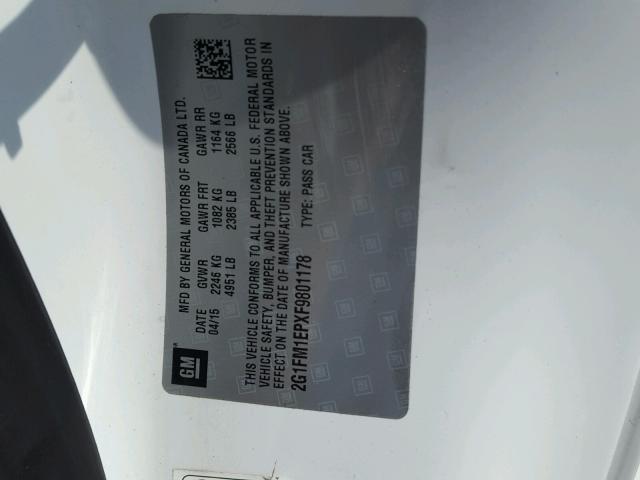 MFD BY GENERAL MOTORS OF CANADA LTD.
DATE GVWR GAWR FRT GAWR RR
04/15 2246 KG 1082 KG 1164 KG
4951 LB 2385 LB 2566 LB
GM
THIS VEHICLE CONFORMS TO ALL APPLICABLE U.S. FEDERAL MOTOR
VEHICLE SAFETY, BUMPER, AND THEFT PREVENTION STANDARDS IN
EFFECT ON THE DATE OF MANUFACTURE SHOWN ABOVE.
2G1FM1EPXF9801178 TYPE: PASS CAR